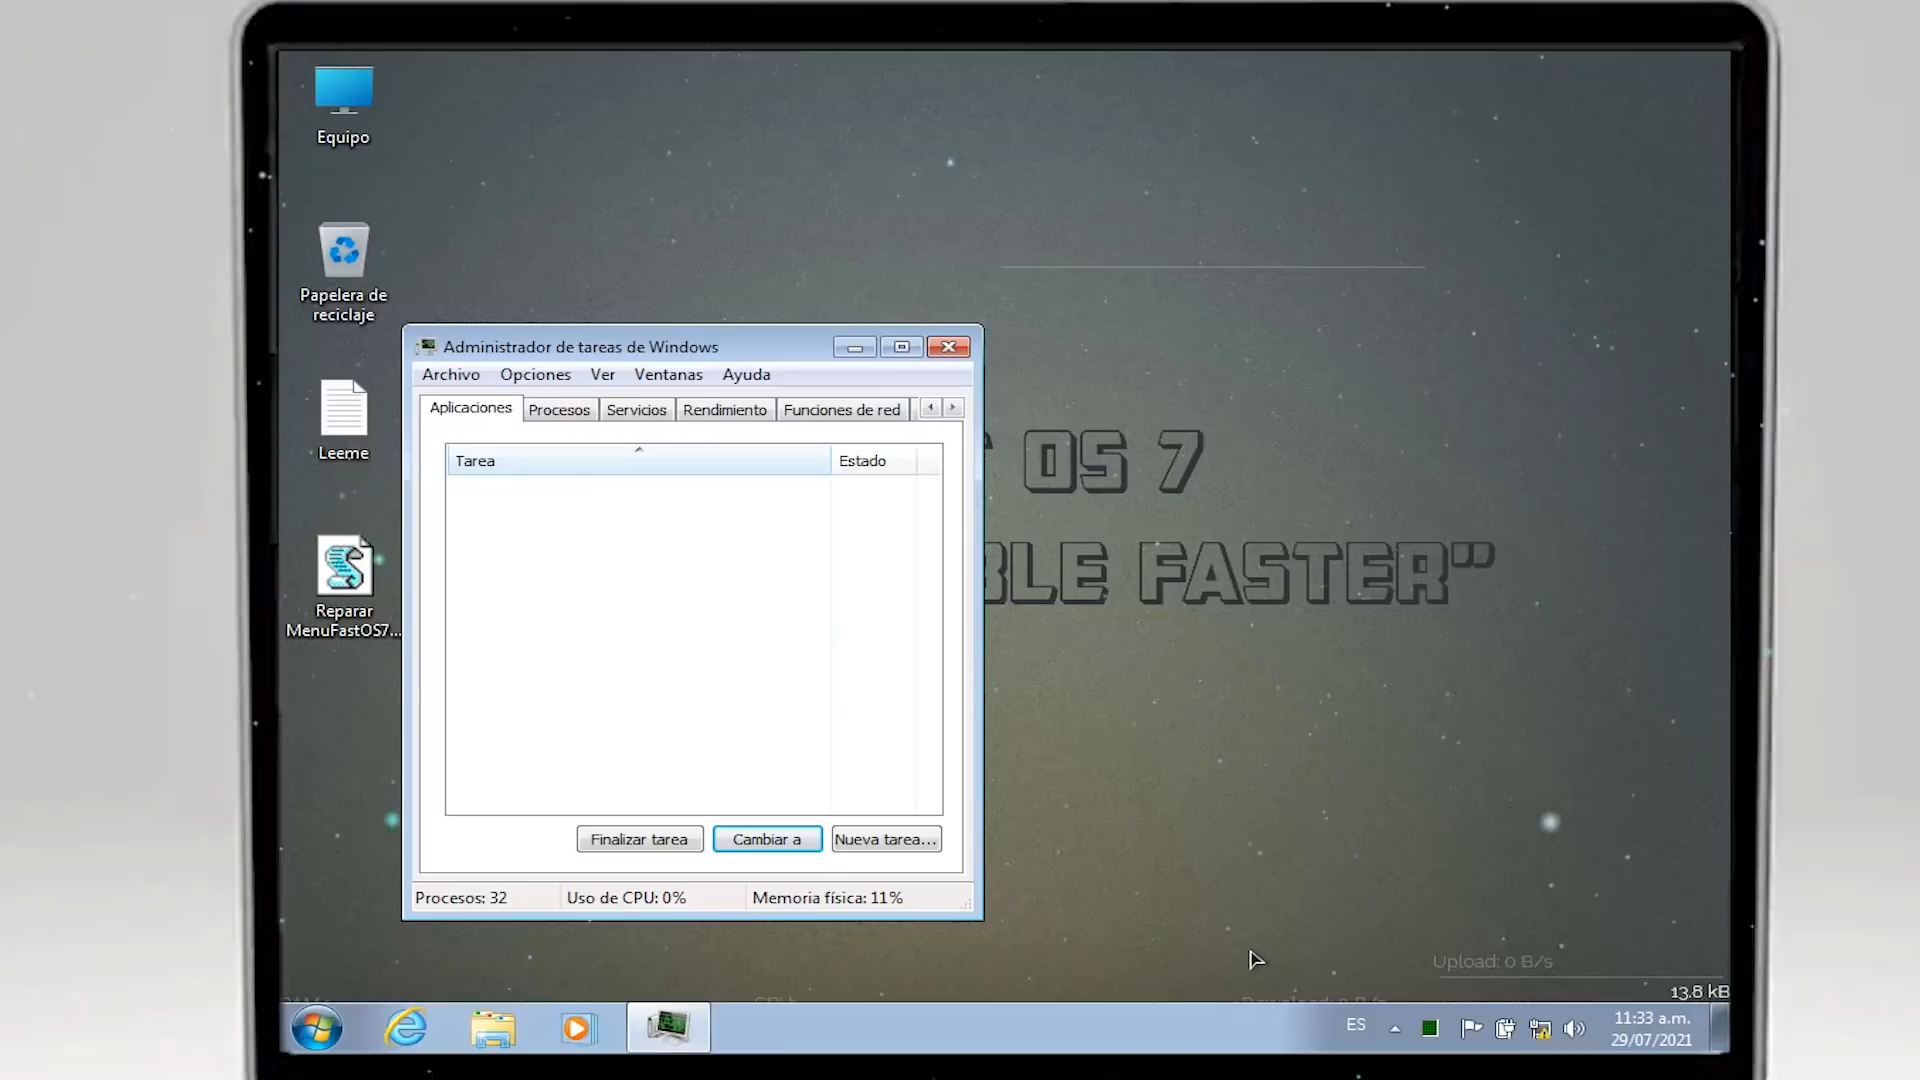 Equipo
Papelera de
reciclaje
Leeme
Reparar
MenuFastOS7...
OS 7
BLE FASTER"
Administrador de tareas de Windows
Archivo Opciones Ver Ventanas Ayuda
Aplicaciones Procesos Servicios Rendimiento Funciones de red
Tarea Estado
Finalizar tarea Cambiar a Nueva tarea...
Procesos: 32 Uso de CPU: 0% Memoria física: 11%
Upload: 0 B/s
13.8 kB
ES
11:33 a.m.
29/07/2021